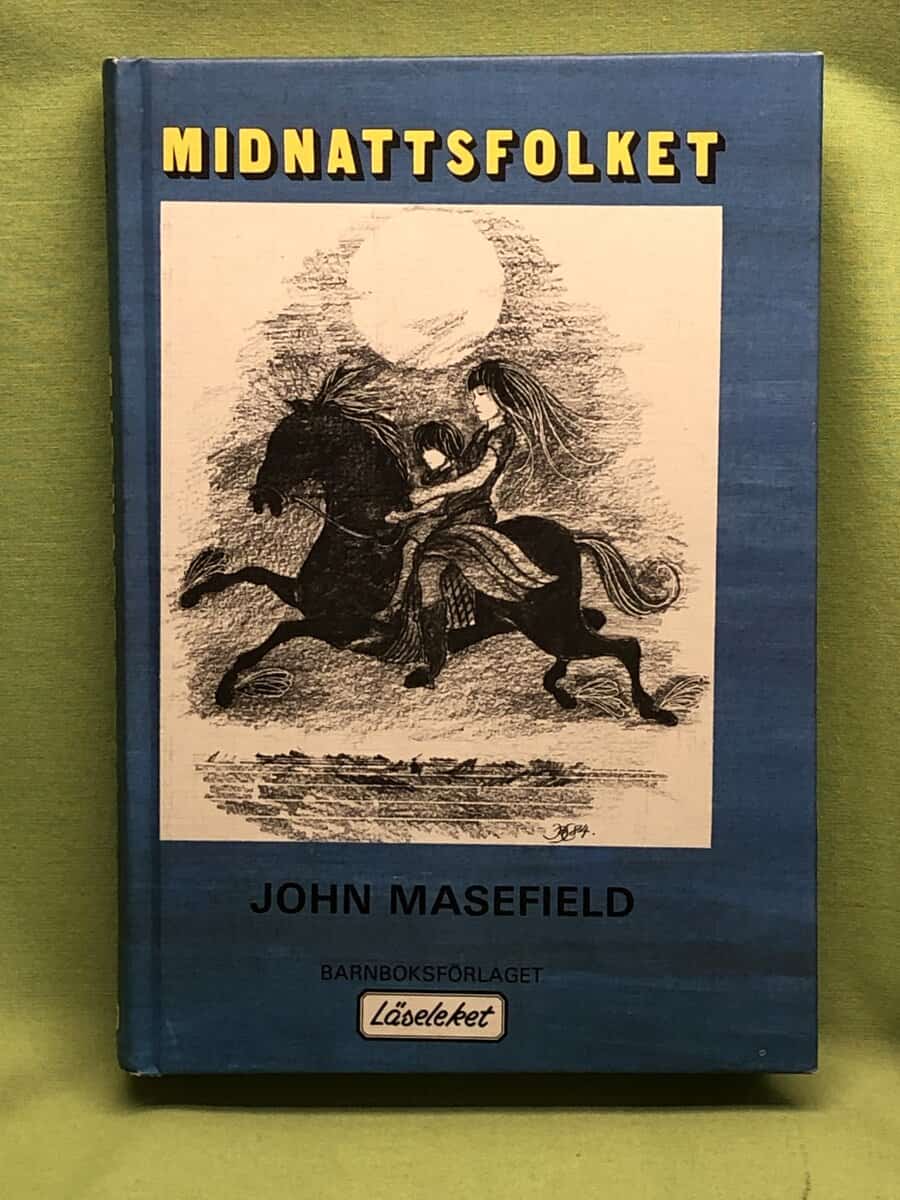 MIDNATTSFOLKET
JOHN MASEFIELD
BARNBOKSFÖRLAGET
Läseleket